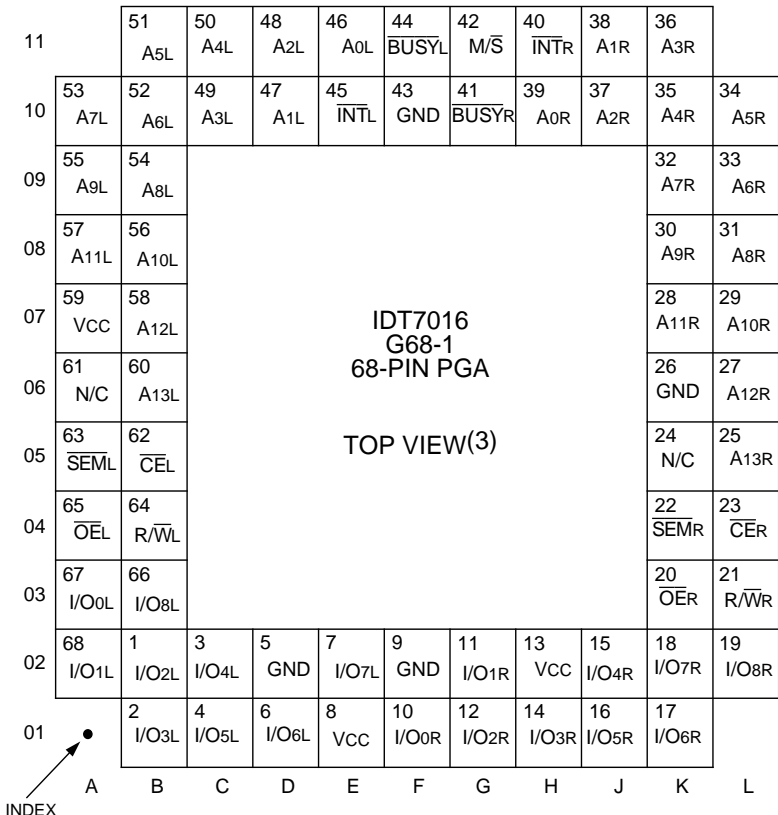 51 50 48 46 44 42 40 38 36
11 A5L A4L A2L A0L BUSYL M/S INTR A1R A3R
53 52 49 47 45 43 41 39 37 35 34
10 A7L A6L A3L A1L INTL GND BUSYR A0R A2R A4R A5R
55 54 32 33
09 A9L A8L A7R A6R
57 56 30 31
08 A11L A10L A9R A8R
59 58 28 29
07 VCC A12L IDT7016 A11R A10R
G68-1
68-PIN PGA
61 60 26 27
06 N/C A13L GND A12R
63 62 24 25
05 SEML CEL TOP VIEW(3) N/C A13R
65 64 22 23
04 OEL R/WL SEMR CER
67 66 20 21
03 I/O0L I/O8L OER R/WR
68 1 3 5 7 9 11 13 15 18 19
02 I/O1L I/O2L I/O4L GND I/O7L GND I/O1R VCC I/O4R I/O7R I/O8R
2 4 6 8 10 12 14 16 17
01 I/O3L I/O5L I/O6L VCC I/O0R I/O2R I/O3R I/O5R I/O6R
A B C D E F G H J K L
INDEX